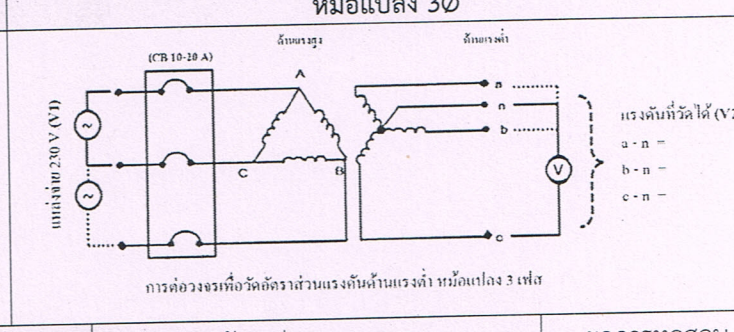 หม้อแปลง 3Ø
ด้านแรงสูง
ด้านแรงต่ำ
(CB 10-20 A)
A
a
n
b
C
B
c
V
~
~
แหล่งจ่าย 230 V (V1)
แรงดันที่วัดได้ (V2
a - n =
b - n =
c - n =
การต่อวงจรเพื่อวัดอัตราส่วนแรงดันด้านแรงต่ำ หม้อแปลง 3 เฟส